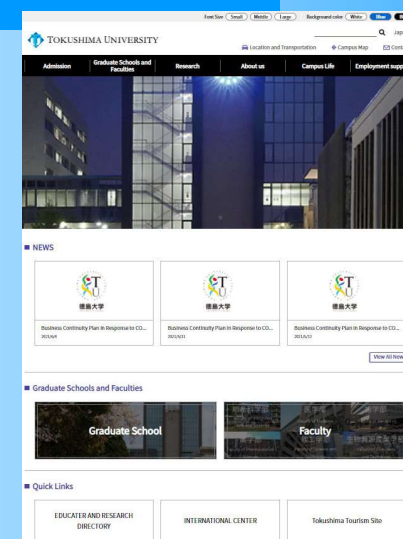 Font Size Small Middle Large Background color White Blue
TOKUSHIMA UNIVERSITY
Location and Transportation Campus Map
Admission
Graduate Schools and
Faculties
Research
About us
Campus Life
Employment supp
NEWS
徳島大学
徳島大学
徳島大学
Business Continuity Plan in Response to CO...
Business Continuity Plan in Response to CO...
Business Continuity Plan in Response to CO...
View All New
Graduate Schools and Faculties
Graduate School
Faculty
Quick Links
EDUCATER AND RESEARCH
DIRECTORY
INTERNATIONAL CENTER
Tokushima Tourism Site